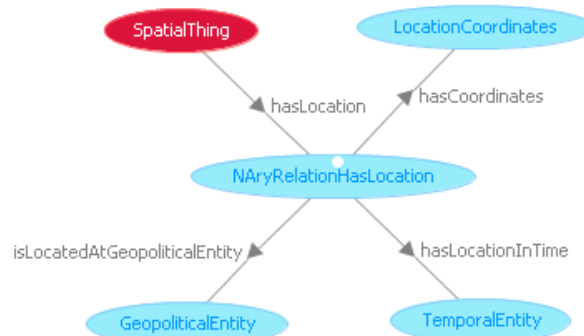 SpatialThing
LocationCoordinates
hasLocation
hasCoordinates
NAryRelationHasLocation
isLocatedAtGeopoliticalEntity
hasLocationInTime
GeopoliticalEntity
TemporalEntity